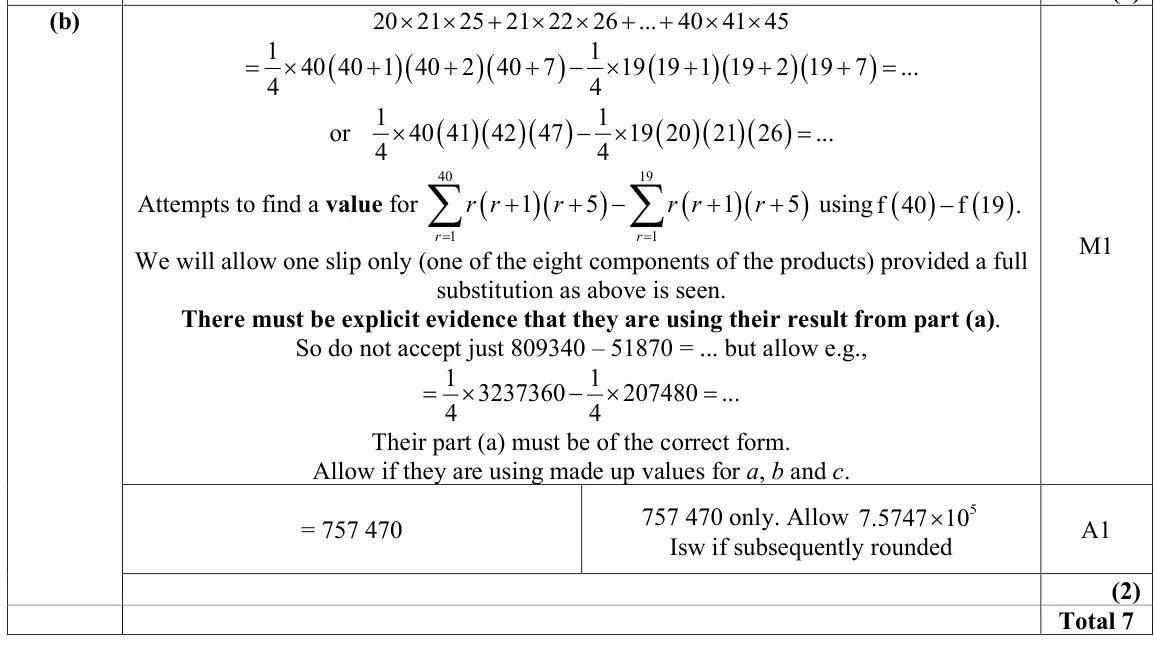 (b)
20×21×25+21×22×26+...+40×41×45
= 1/4 ×40(40+1)(40+2)(40+7)− 1/4 ×19(19+1)(19+2)(19+7)=...
or 1/4 ×40(41)(42)(47)− 1/4 ×19(20)(21)(26)=...
Attempts to find a value for ∑_{r=1}^{40} r(r+1)(r+5)− ∑_{r=1}^{19} r(r+1)(r+5) using f(40)−f(19).
We will allow one slip only (one of the eight components of the products) provided a full
substitution as above is seen.
There must be explicit evidence that they are using their result from part (a).
So do not accept just 809340 – 51870 = ... but allow e.g.,
= 1/4 ×3237360− 1/4 ×207480=...
Their part (a) must be of the correct form.
Allow if they are using made up values for a, b and c.
M1
= 757 470
757 470 only. Allow 7.5747×10⁵
Isw if subsequently rounded
A1
(2)
Total 7